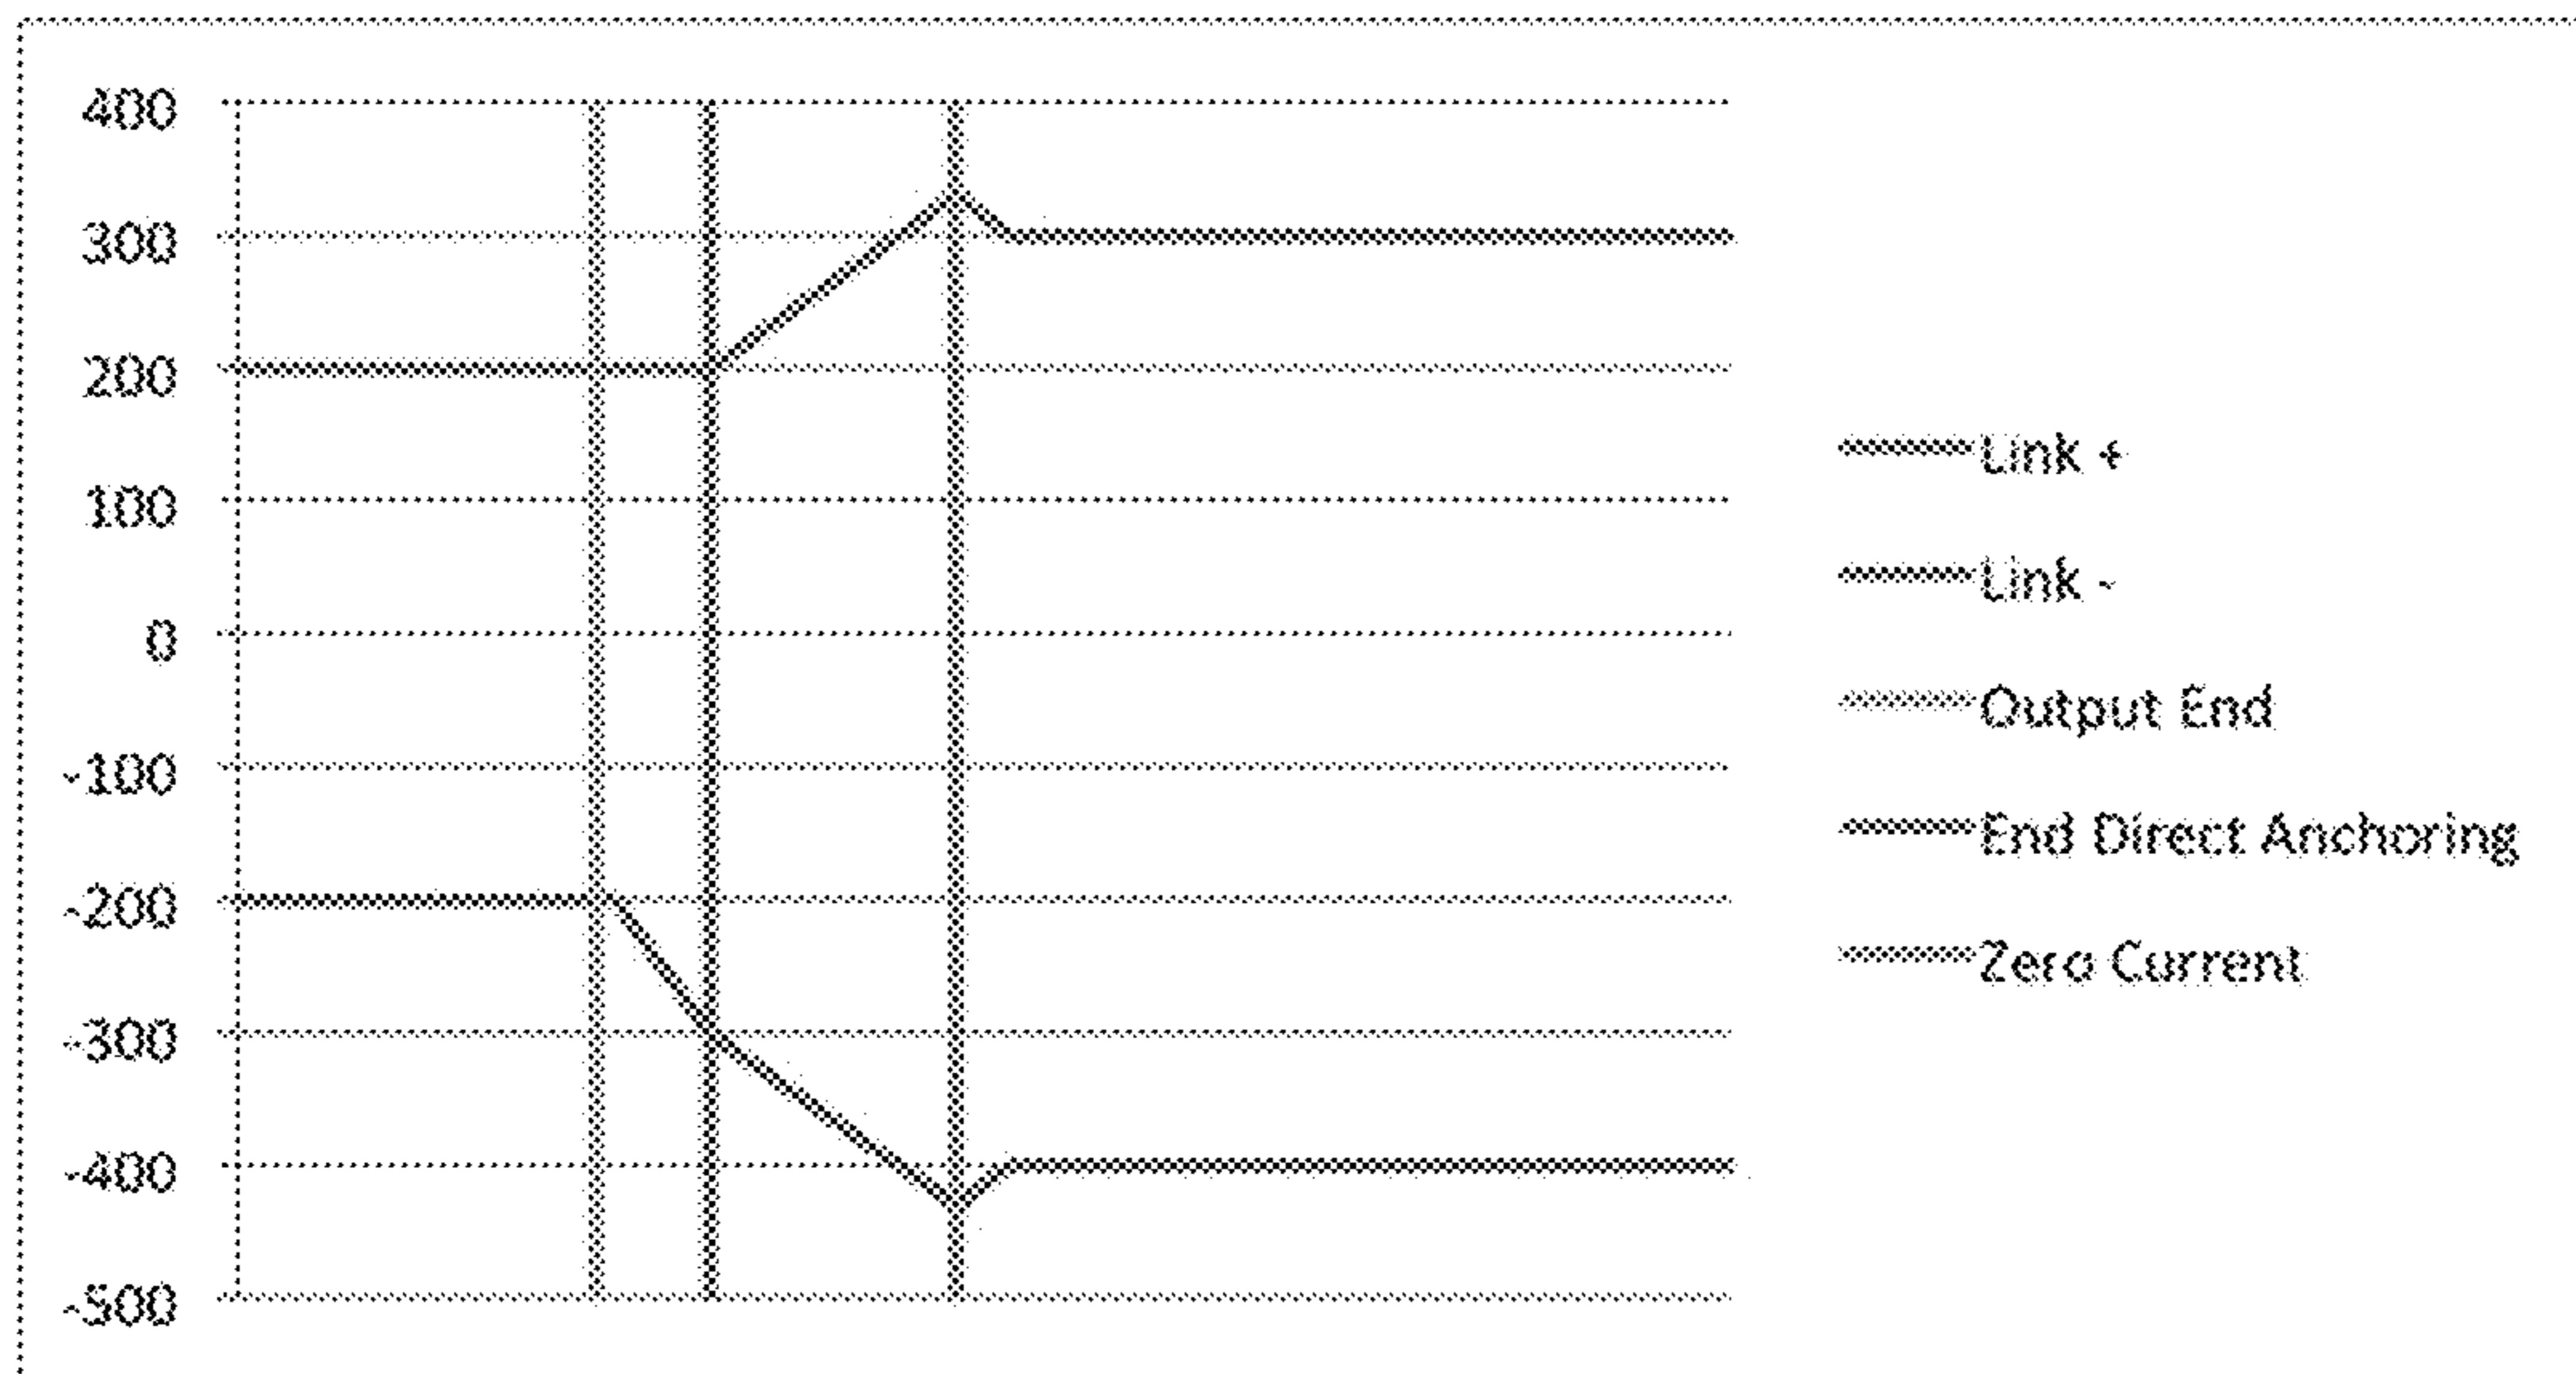 400
300
200
100
0
-100
-200
-300
-400
-500
Link +
Link -
Output End
End Direct Anchoring
Zero Current